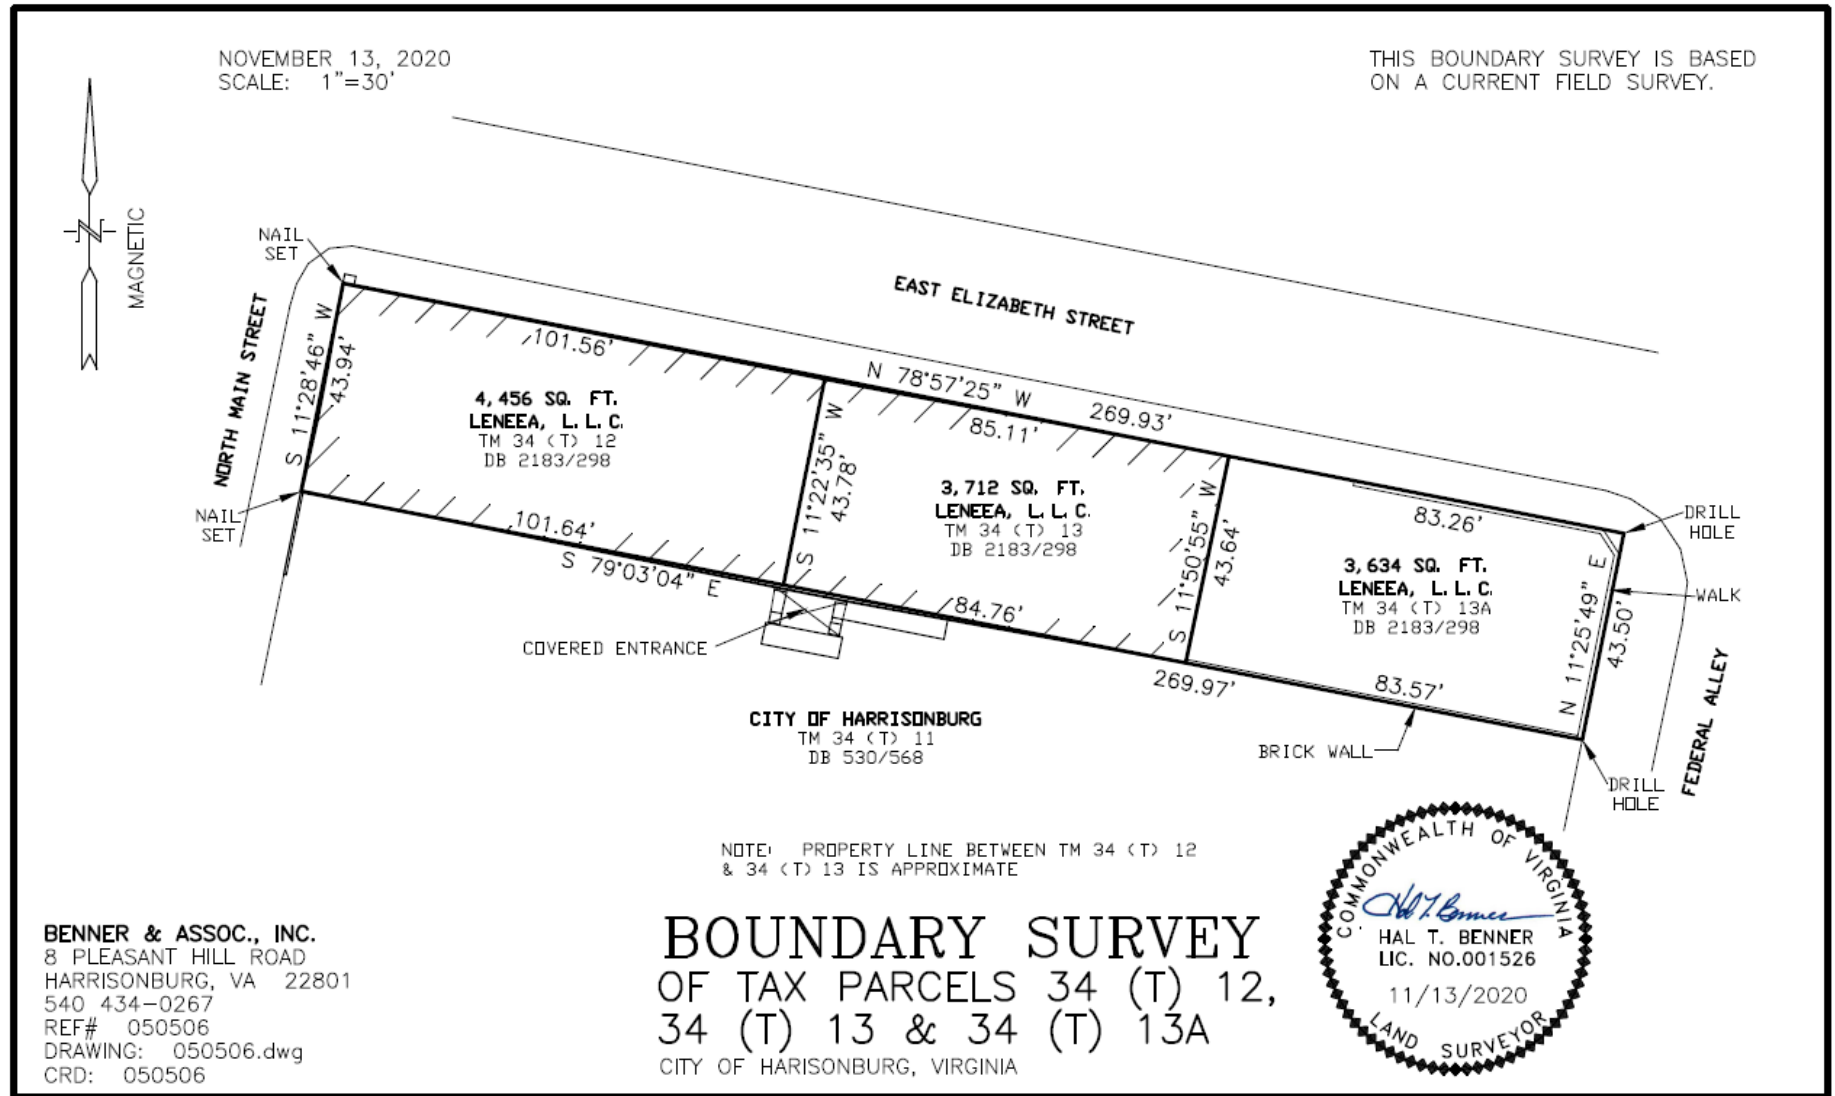 NOVEMBER 13, 2020
SCALE: 1"=30'
THIS BOUNDARY SURVEY IS BASED
ON A CURRENT FIELD SURVEY.
MAGNETIC
N
NAIL
SET
NORTH MAIN STREET
EAST ELIZABETH STREET
S 11°28'46" W
43.94'
101.56'
N 78°57'25" W
269.93'
4,456 SQ. FT.
LENEEA, L.L.C.
TM 34 (T) 12
DB 2183/298
S 11°22'35" W
43.78'
85.11'
3,712 SQ. FT.
LENEEA, L.L.C.
TM 34 (T) 13
DB 2183/298
S 11°50'55" W
43.64'
83.26'
3,634 SQ. FT.
LENEEA, L.L.C.
TM 34 (T) 13A
DB 2183/298
N 11°25'49" E
43.50'
DRILL
HOLE
WALK
NAIL
SET
101.64'
S 79°03'04" E
84.76'
269.97'
83.57'
COVERED ENTRANCE
BRICK WALL
DRILL
HOLE
FEDERAL ALLEY
CITY OF HARRISONBURG
TM 34 (T) 11
DB 530/568
NOTE: PROPERTY LINE BETWEEN TM 34 (T) 12
& 34 (T) 13 IS APPROXIMATE
BENNER & ASSOC., INC.
8 PLEASANT HILL ROAD
HARRISONBURG, VA 22801
540 434-0267
REF# 050506
DRAWING: 050506.dwg
CRD: 050506
BOUNDARY SURVEY
OF TAX PARCELS 34 (T) 12,
34 (T) 13 & 34 (T) 13A
CITY OF HARISONBURG, VIRGINIA
COMMONWEALTH OF VIRGINIA
Hal T. Benner
HAL T. BENNER
LIC. NO.001526
11/13/2020
LAND SURVEYOR